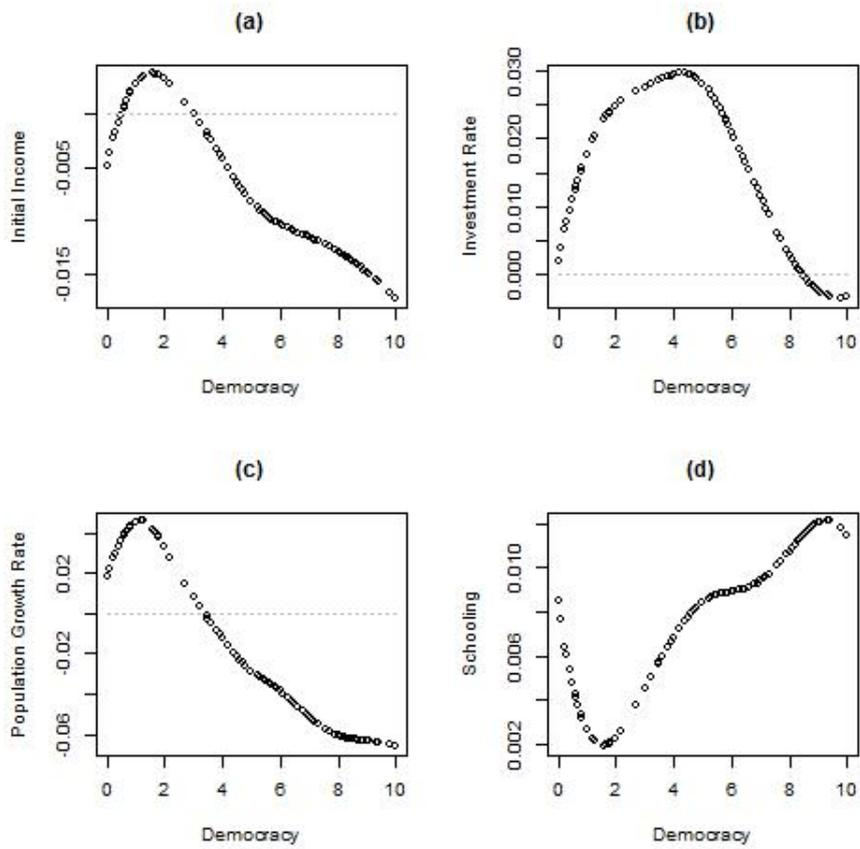 (a)
Initial Income
-0.015
-0.005
0 2 4 6 8 10
Democracy
(b)
Investment Rate
0.000
0.010
0.020
0.030
0 2 4 6 8 10
Democracy
(c)
Population Growth Rate
-0.06
-0.02
0.02
0 2 4 6 8 10
Democracy
(d)
Schooling
0.002
0.006
0.010
0 2 4 6 8 10
Democracy